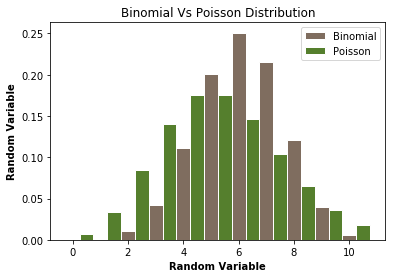 Binomial Vs Poisson Distribution
Binomial
Poisson
Random Variable
0.25
0.20
0.15
0.10
0.05
0.00
0 2 4 6 8 10
Random Variable